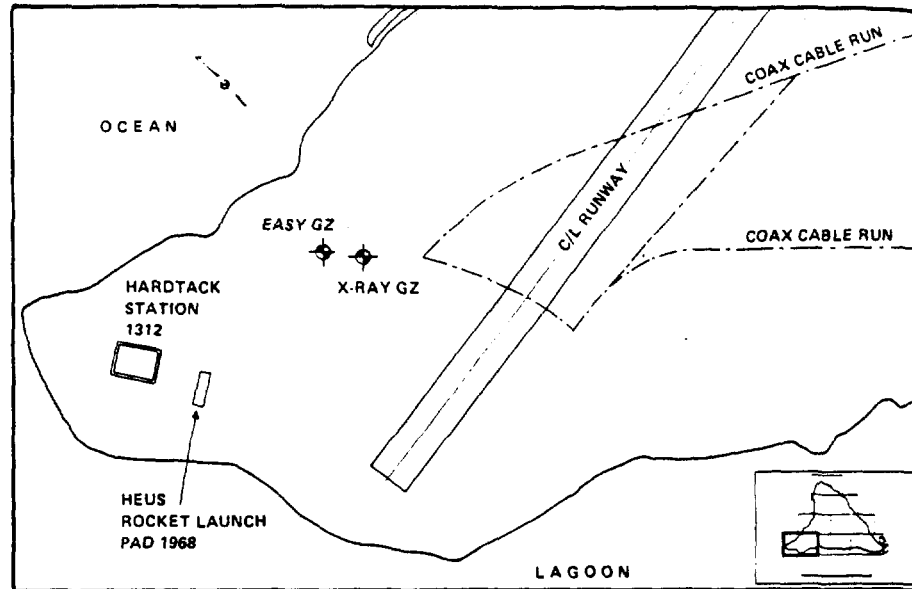 COAX CABLE RUN
OCEAN
C/L RUNWAY
EASY GZ
COAX CABLE RUN
X-RAY GZ
HARDTACK
STATION
1312
HEUS
ROCKET LAUNCH
PAD 1968
LAGOON